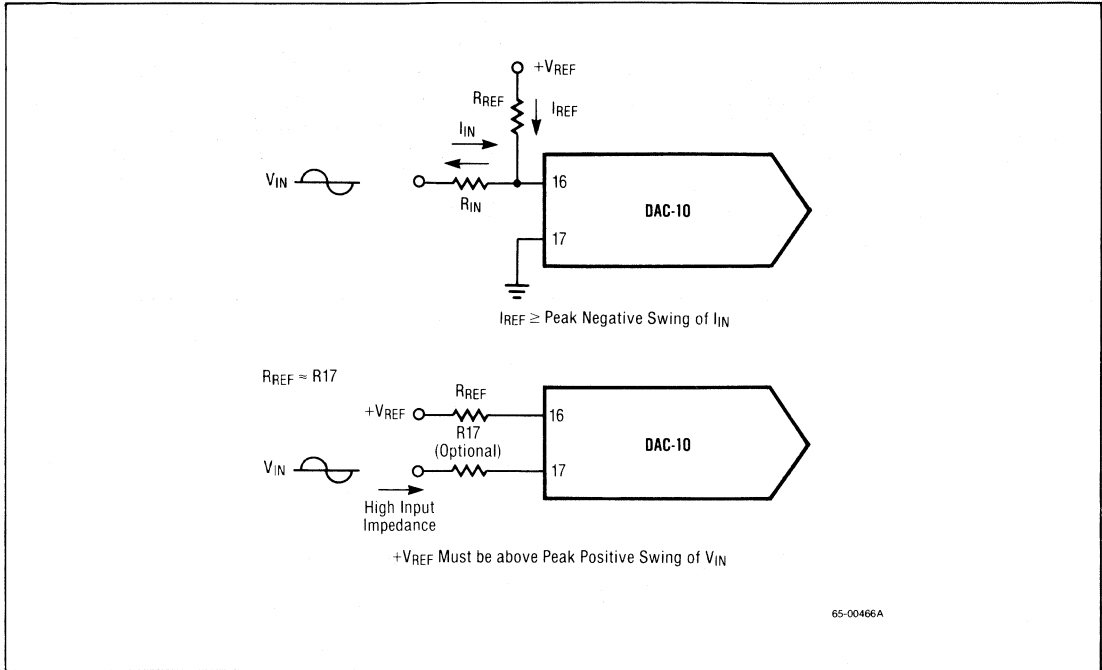 +VREF
RREF
IREF
IIN
VIN
RIN
16
DAC-10
17
IREF ≥ Peak Negative Swing of IIN
RREF ≈ R17
RREF
+VREF
16
R17
(Optional)
DAC-10
VIN
17
High Input
Impedance
+VREF Must be above Peak Positive Swing of VIN
65-00466A